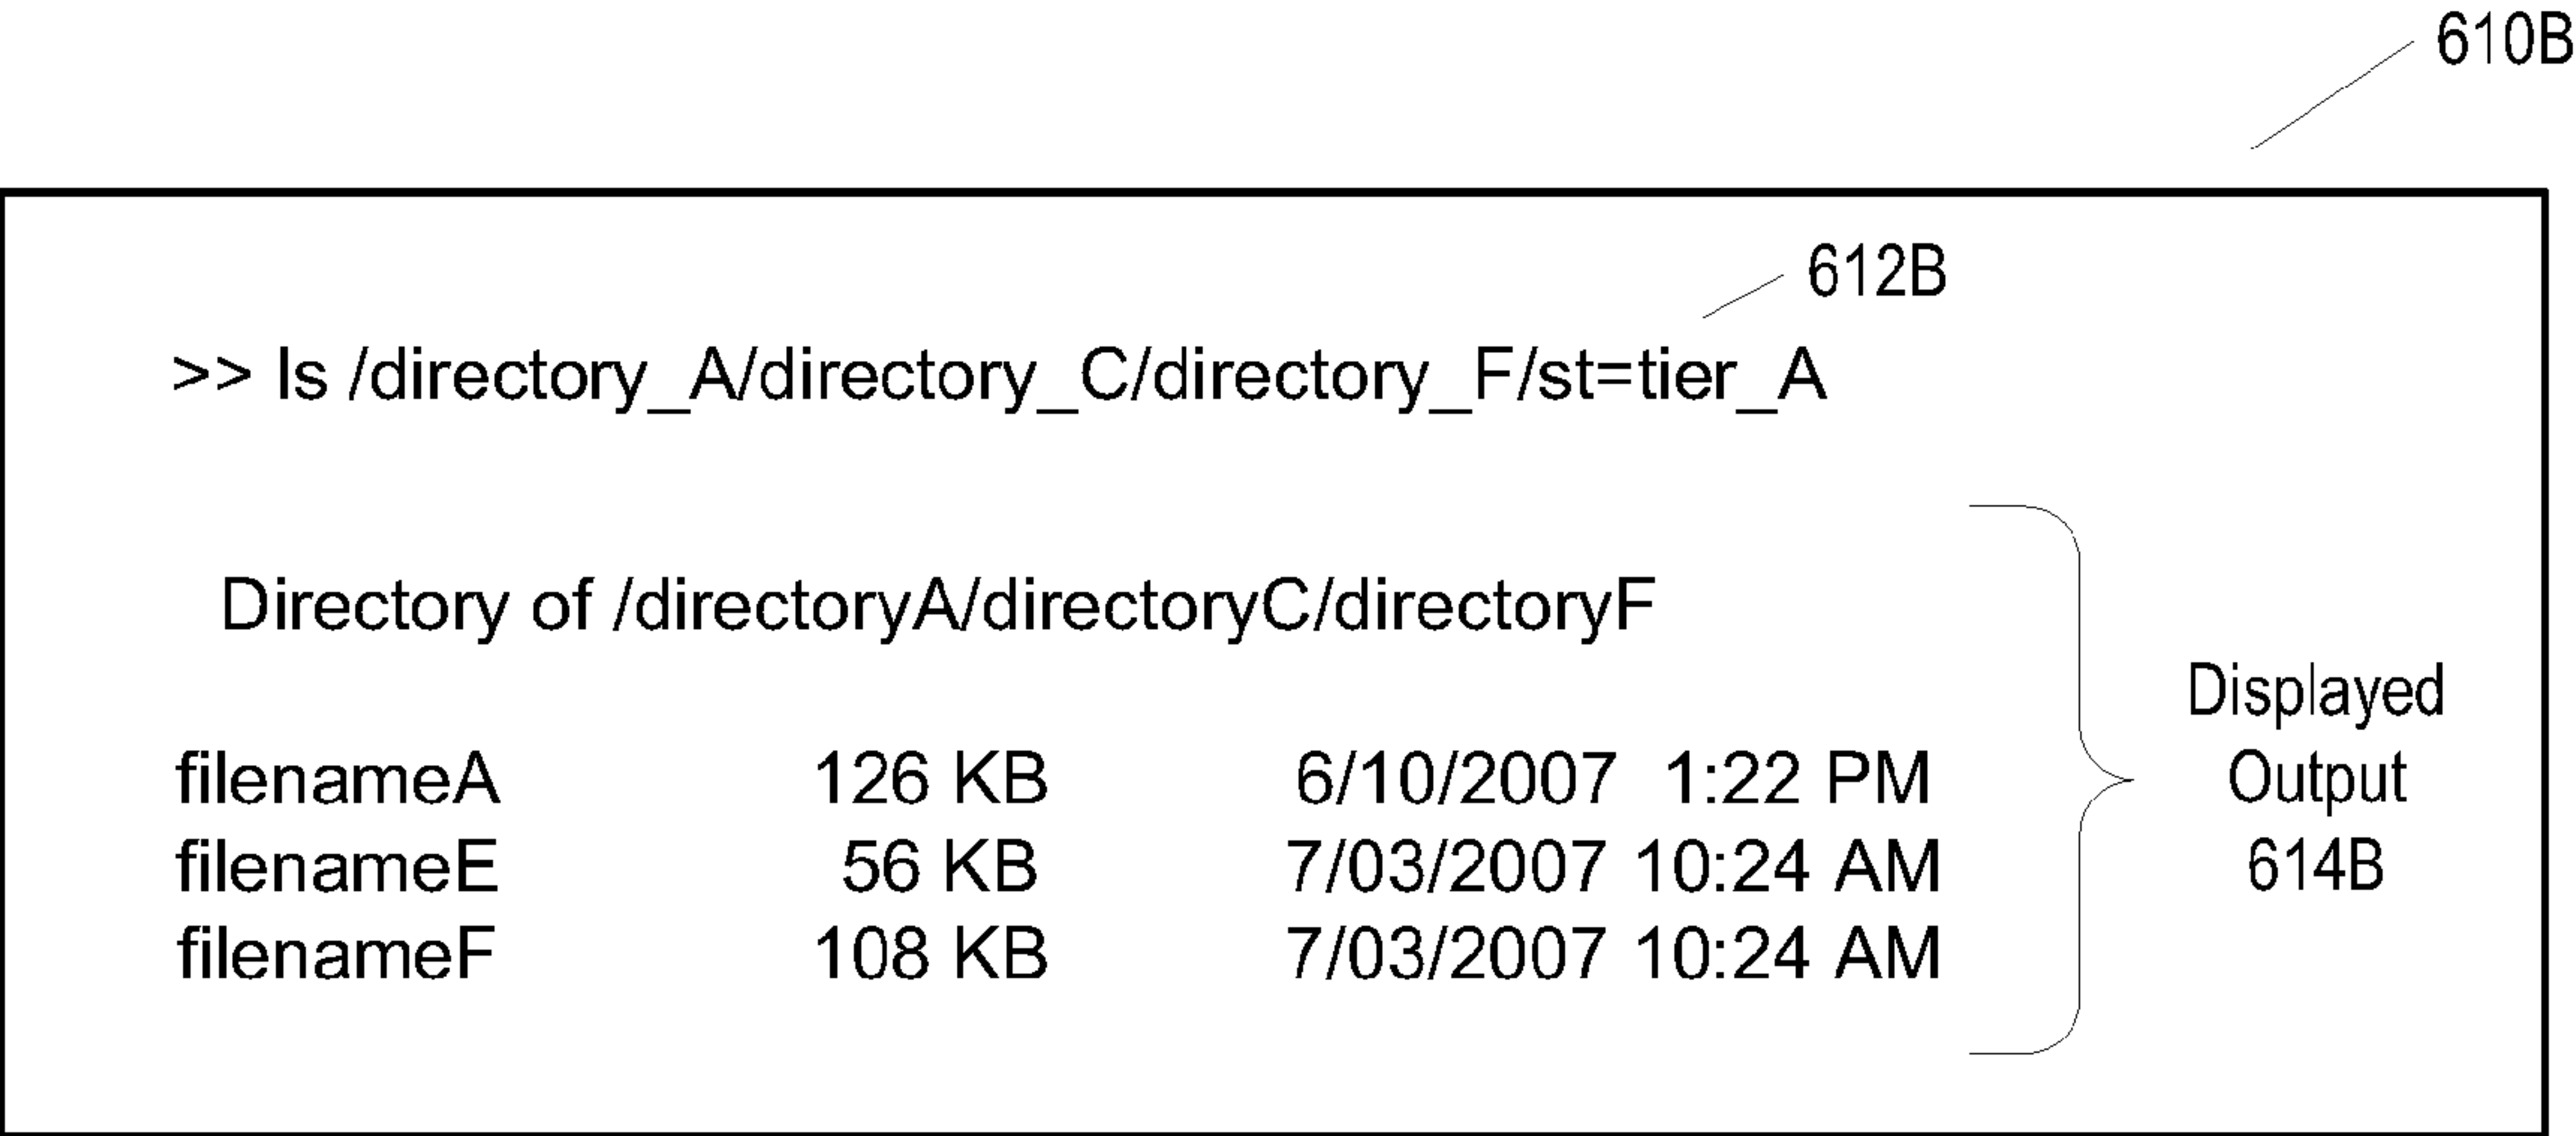 610B
612B
>> ls /directory_A/directory_C/directory_F/st=tier_A
Directory of /directoryA/directoryC/directoryF
filenameA 126 KB 6/10/2007 1:22 PM
filenameE 56 KB 7/03/2007 10:24 AM
filenameF 108 KB 7/03/2007 10:24 AM
Displayed
Output
614B